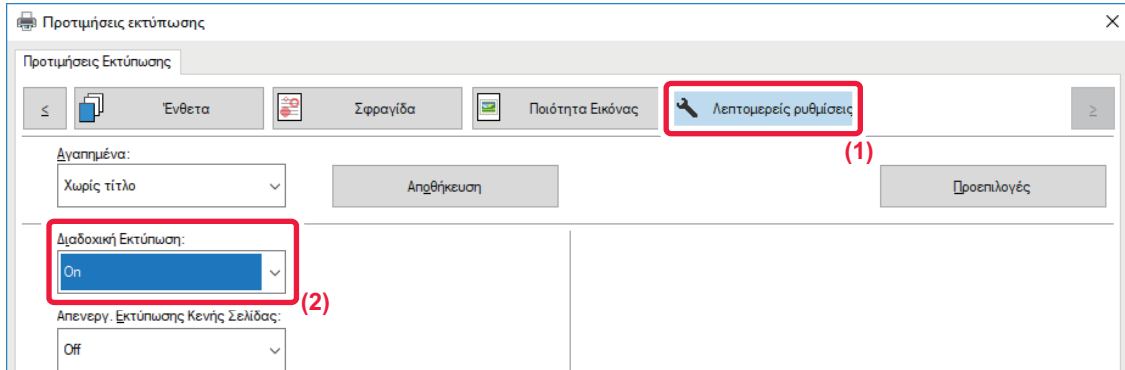 Προτιμήσεις εκτύπωσης
Προτιμήσεις Εκτύπωσης
< Ένθετα Σφραγίδα Ποιότητα Εικόνας Λεπτομερείς ρυθμίσεις >
(1)
Αγαπημένα:
Χωρίς τίτλο Αποθήκευση Προεπιλογές
Διαδοχική Εκτύπωση:
On
(2)
Απενεργ. Εκτύπωσης Κενής Σελίδας:
Off